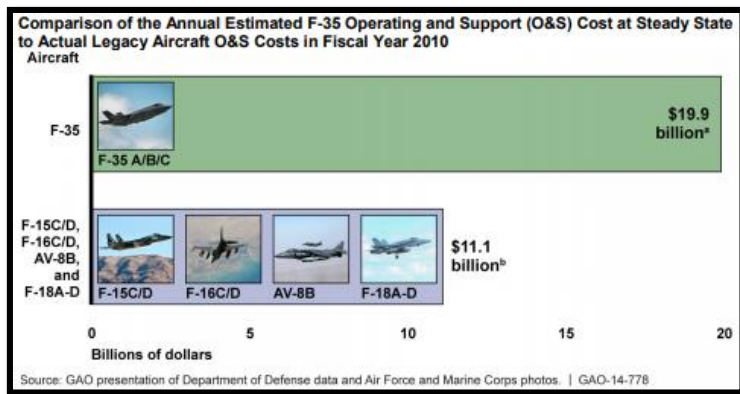 Comparison of the Annual Estimated F-35 Operating and Support (O&S) Cost at Steady State
to Actual Legacy Aircraft O&S Costs in Fiscal Year 2010
Aircraft
F-35
F-35 A/B/C
$19.9
billionᵃ
F-15C/D,
F-16C/D,
AV-8B,
and
F-18A-D
F-15C/D F-16C/D AV-8B F-18A-D
$11.1
billionᵇ
0 5 10 15 20
Billions of dollars
Source: GAO presentation of Department of Defense data and Air Force and Marine Corps photos. | GAO-14-778